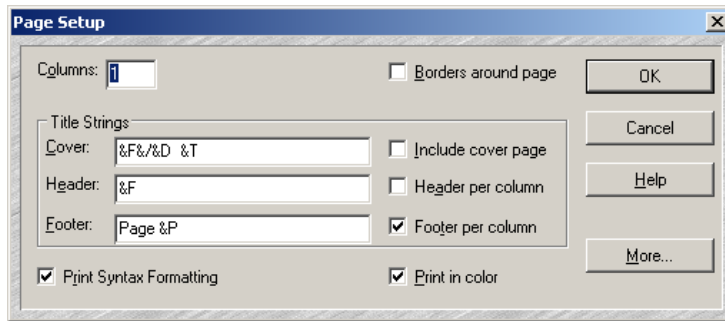 Page Setup
Columns: 1
Borders around page
OK
Title Strings
Cancel
Cover: &F&/&D &T
Include cover page
Header: &F
Header per column
Help
Footer: Page &P
Footer per column
More...
Print Syntax Formatting
Print in color